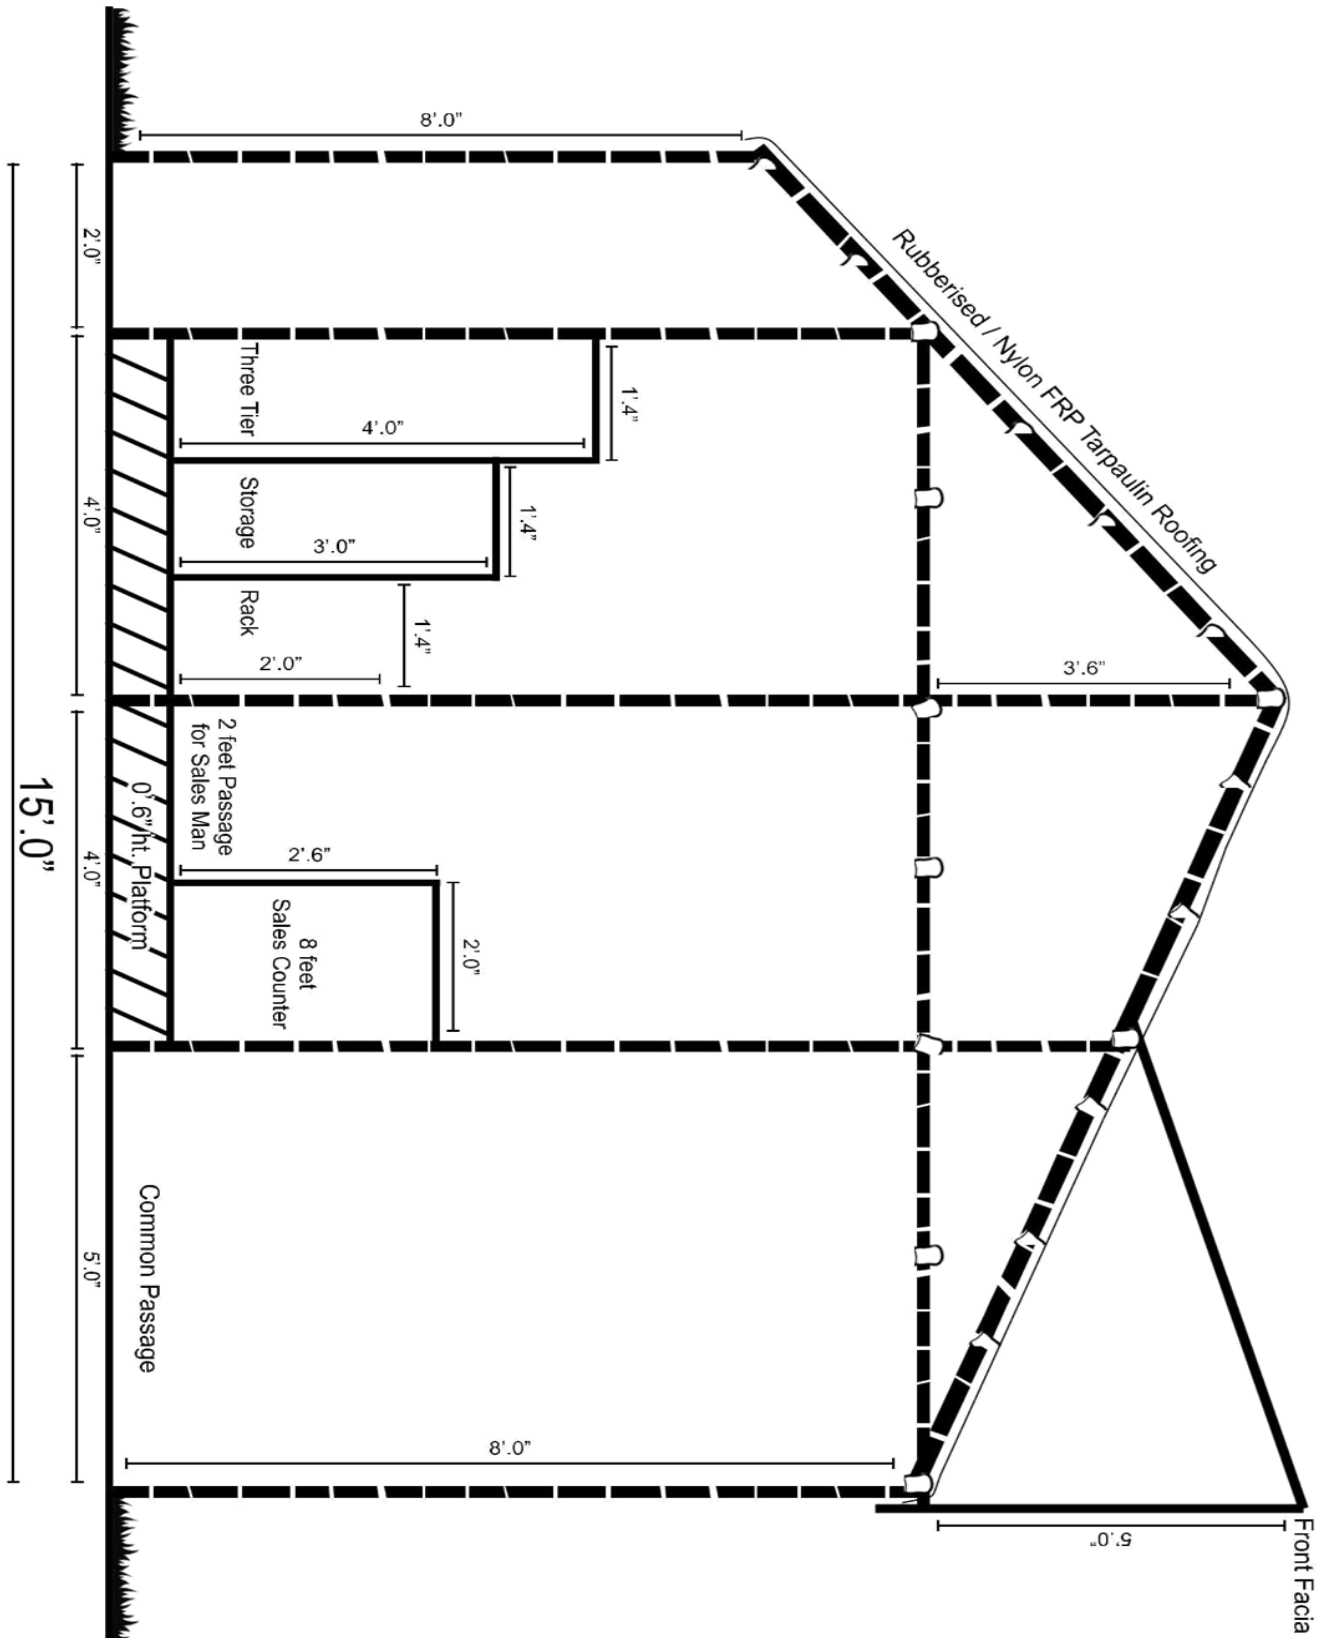 Front Facia
5'.0"
Rubberised / Nylon FRP Tarpaulin Roofing
3'.6"
8'.0"
8'.0"
1'.4"
1'.4"
1'.4"
4'.0"
3'.0"
2'.0"
Three Tier
Storage
Rack
2 feet Passage
for Sales Man
2'.6"
2'.0"
8 feet
Sales Counter
0'.6" ht. Platform
Common Passage
2'.0"
4'.0"
4'.0"
5'.0"
15'.0"